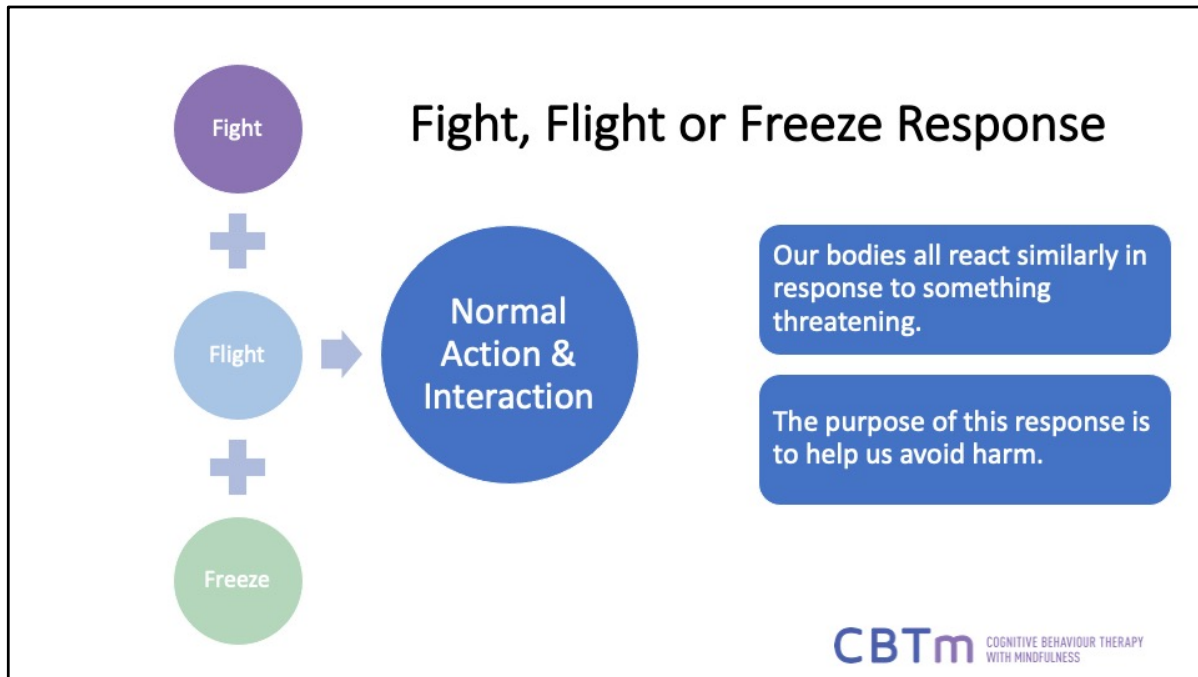 Fight, Flight or Freeze Response
Fight
Flight
Freeze
Normal
Action &
Interaction
Our bodies all react similarly in
response to something
threatening.
The purpose of this response is
to help us avoid harm.
CBTm
COGNITIVE BEHAVIOUR THERAPY
WITH MINDFULNESS